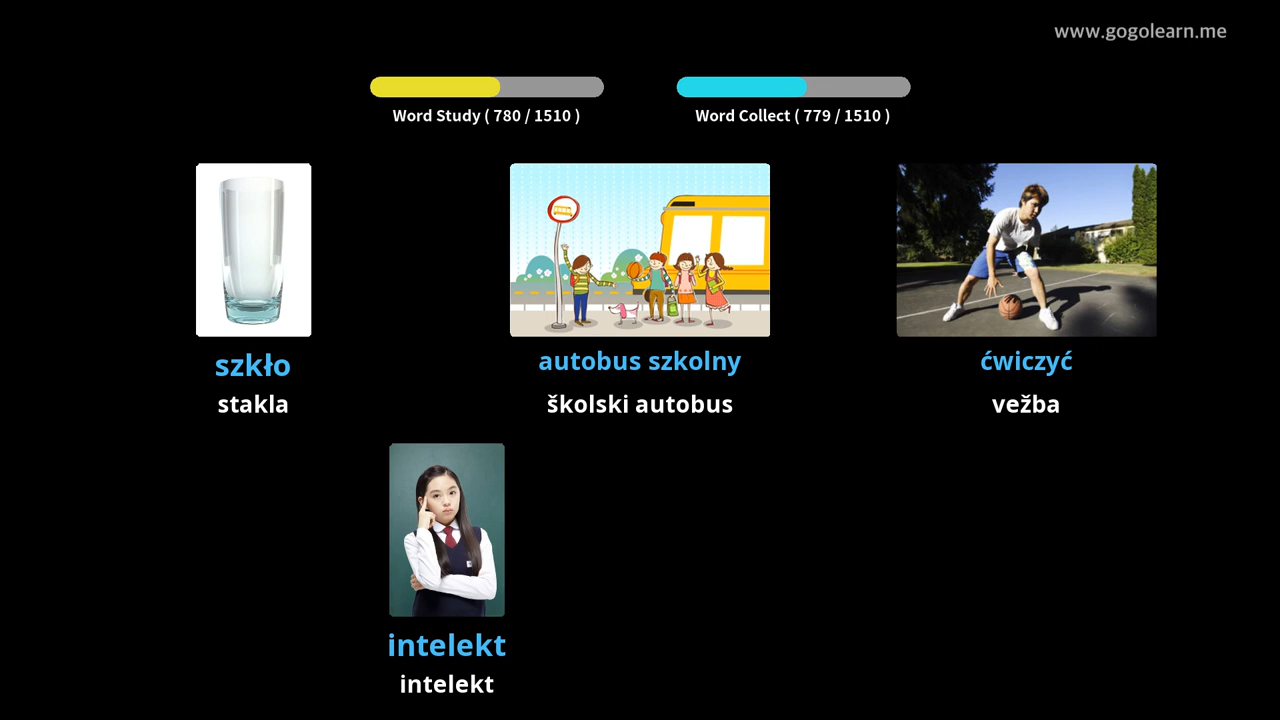 www.gogolearn.me
Word Study ( 780 / 1510 )
Word Collect ( 779 / 1510 )
szkło
stakla
autobus szkolny
školski autobus
ćwiczyć
vežba
intelekt
intelekt